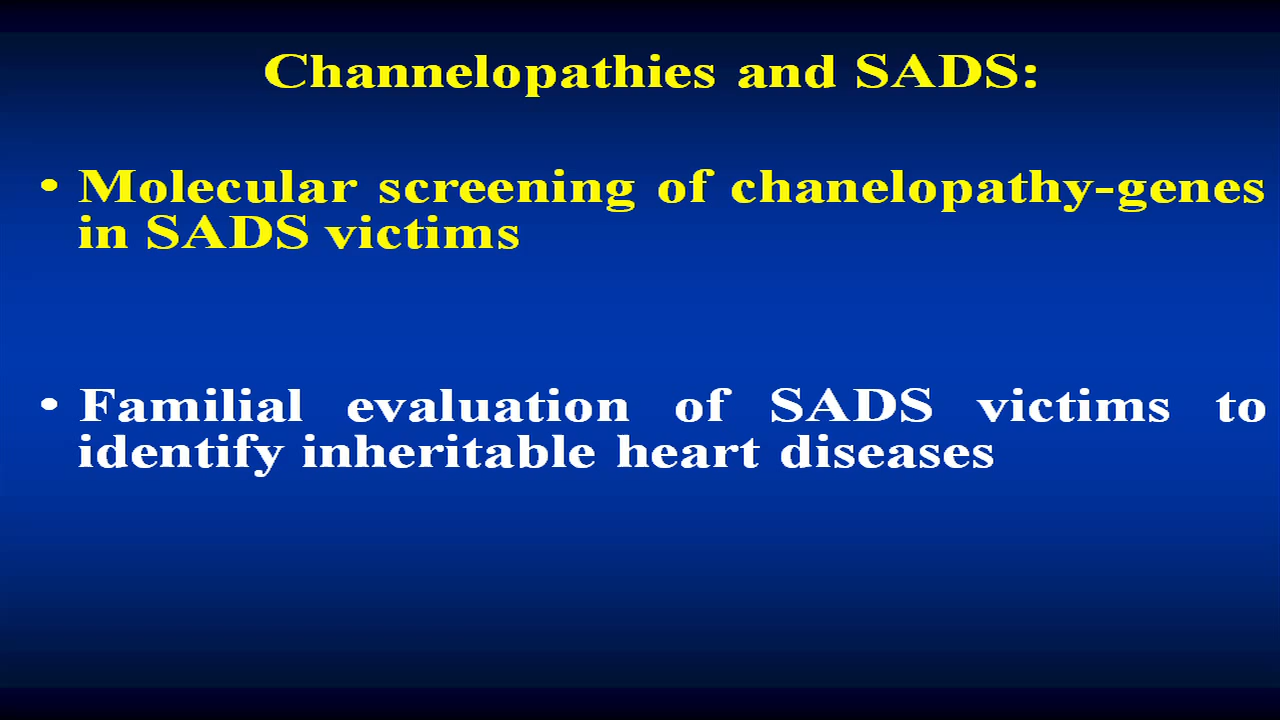 Channelopathies and SADS:
• Molecular screening of chanelopathy-genes
in SADS victims
• Familial evaluation of SADS victims to
identify inheritable heart diseases